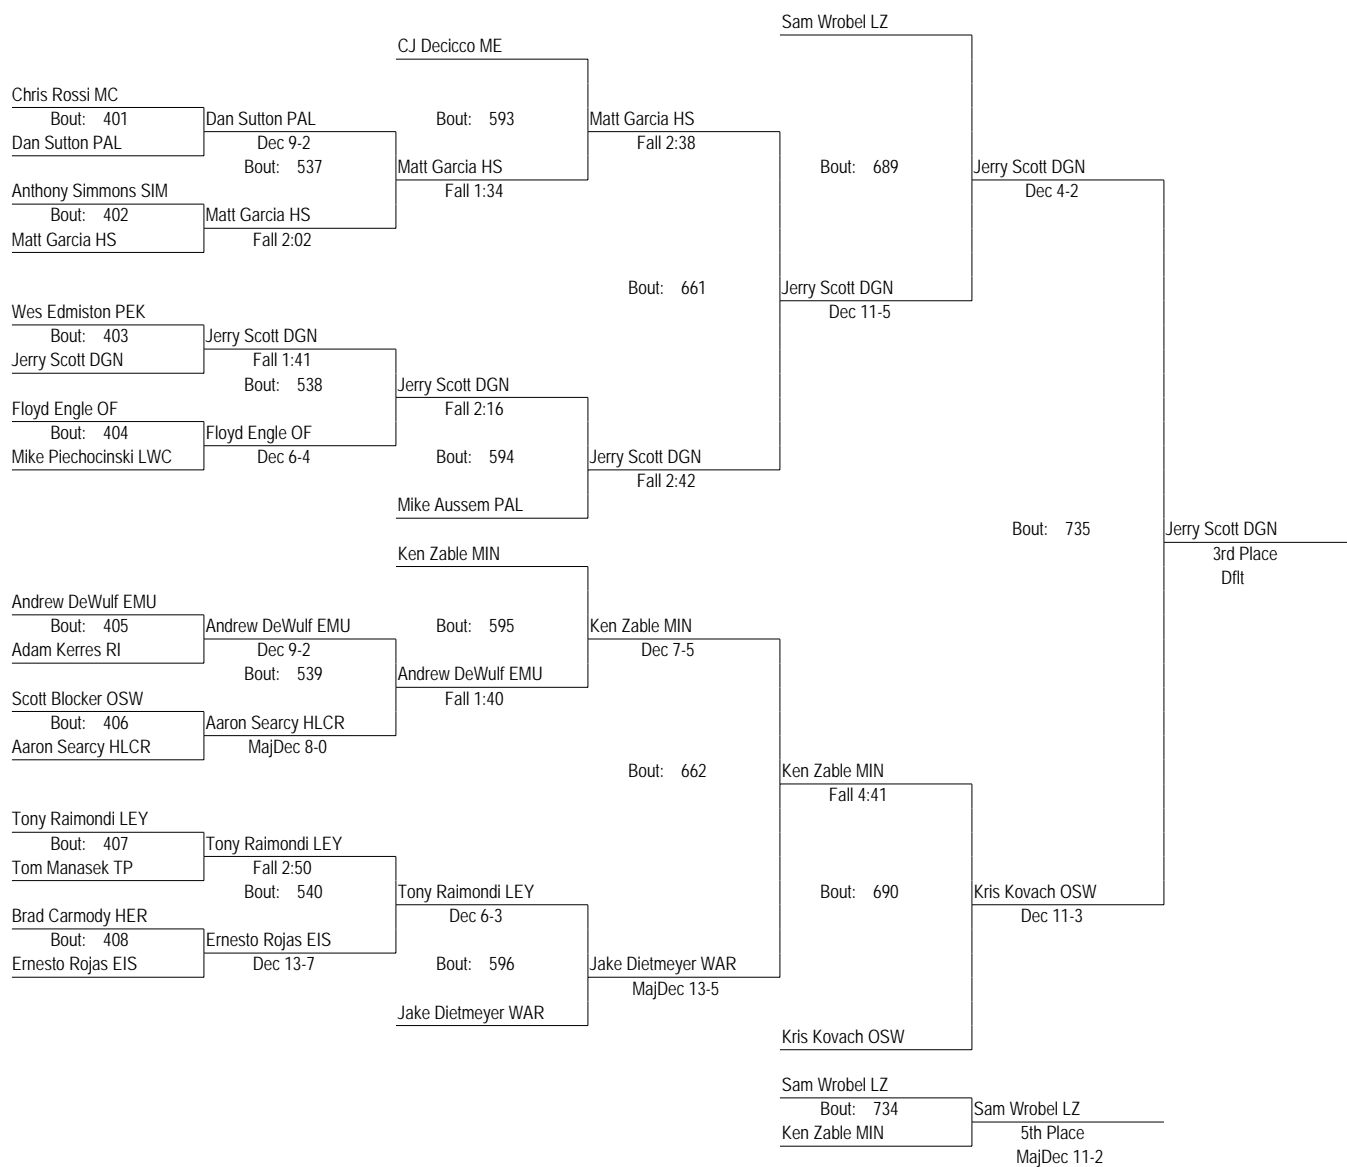 Sam Wrobel LZ
CJ Decicco ME
Chris Rossi MC
Bout: 401
Dan Sutton PAL
Bout: 593
Matt Garcia HS
Dan Sutton PAL
Dec 9-2
Fall 2:38
Bout: 537
Matt Garcia HS
Bout: 689
Jerry Scott DGN
Anthony Simmons SIM
Fall 1:34
Dec 4-2
Bout: 402
Matt Garcia HS
Matt Garcia HS
Fall 2:02
Bout: 661
Jerry Scott DGN
Wes Edmiston PEK
Dec 11-5
Bout: 403
Jerry Scott DGN
Jerry Scott DGN
Fall 1:41
Bout: 538
Jerry Scott DGN
Floyd Engle OF
Fall 2:16
Bout: 404
Floyd Engle OF
Mike Piechocinski LWC
Dec 6-4
Bout: 594
Jerry Scott DGN
Fall 2:42
Mike Aussem PAL
Bout: 735
Jerry Scott DGN
Ken Zable MIN
3rd Place
Dflt
Andrew DeWulf EMU
Bout: 405
Andrew DeWulf EMU
Bout: 595
Ken Zable MIN
Adam Kerres RI
Dec 9-2
Dec 7-5
Bout: 539
Andrew DeWulf EMU
Scott Blocker OSW
Fall 1:40
Bout: 406
Aaron Searcy HLCR
Aaron Searcy HLCR
MajDec 8-0
Bout: 662
Ken Zable MIN
Fall 4:41
Tony Raimondi LEY
Bout: 407
Tony Raimondi LEY
Tom Manasek TP
Fall 2:50
Bout: 540
Tony Raimondi LEY
Bout: 690
Kris Kovach OSW
Brad Carmody HER
Dec 6-3
Dec 11-3
Bout: 408
Ernesto Rojas EIS
Ernesto Rojas EIS
Dec 13-7
Bout: 596
Jake Dietmeyer WAR
MajDec 13-5
Jake Dietmeyer WAR
Kris Kovach OSW
Sam Wrobel LZ
Bout: 734
Sam Wrobel LZ
Ken Zable MIN
5th Place
MajDec 11-2